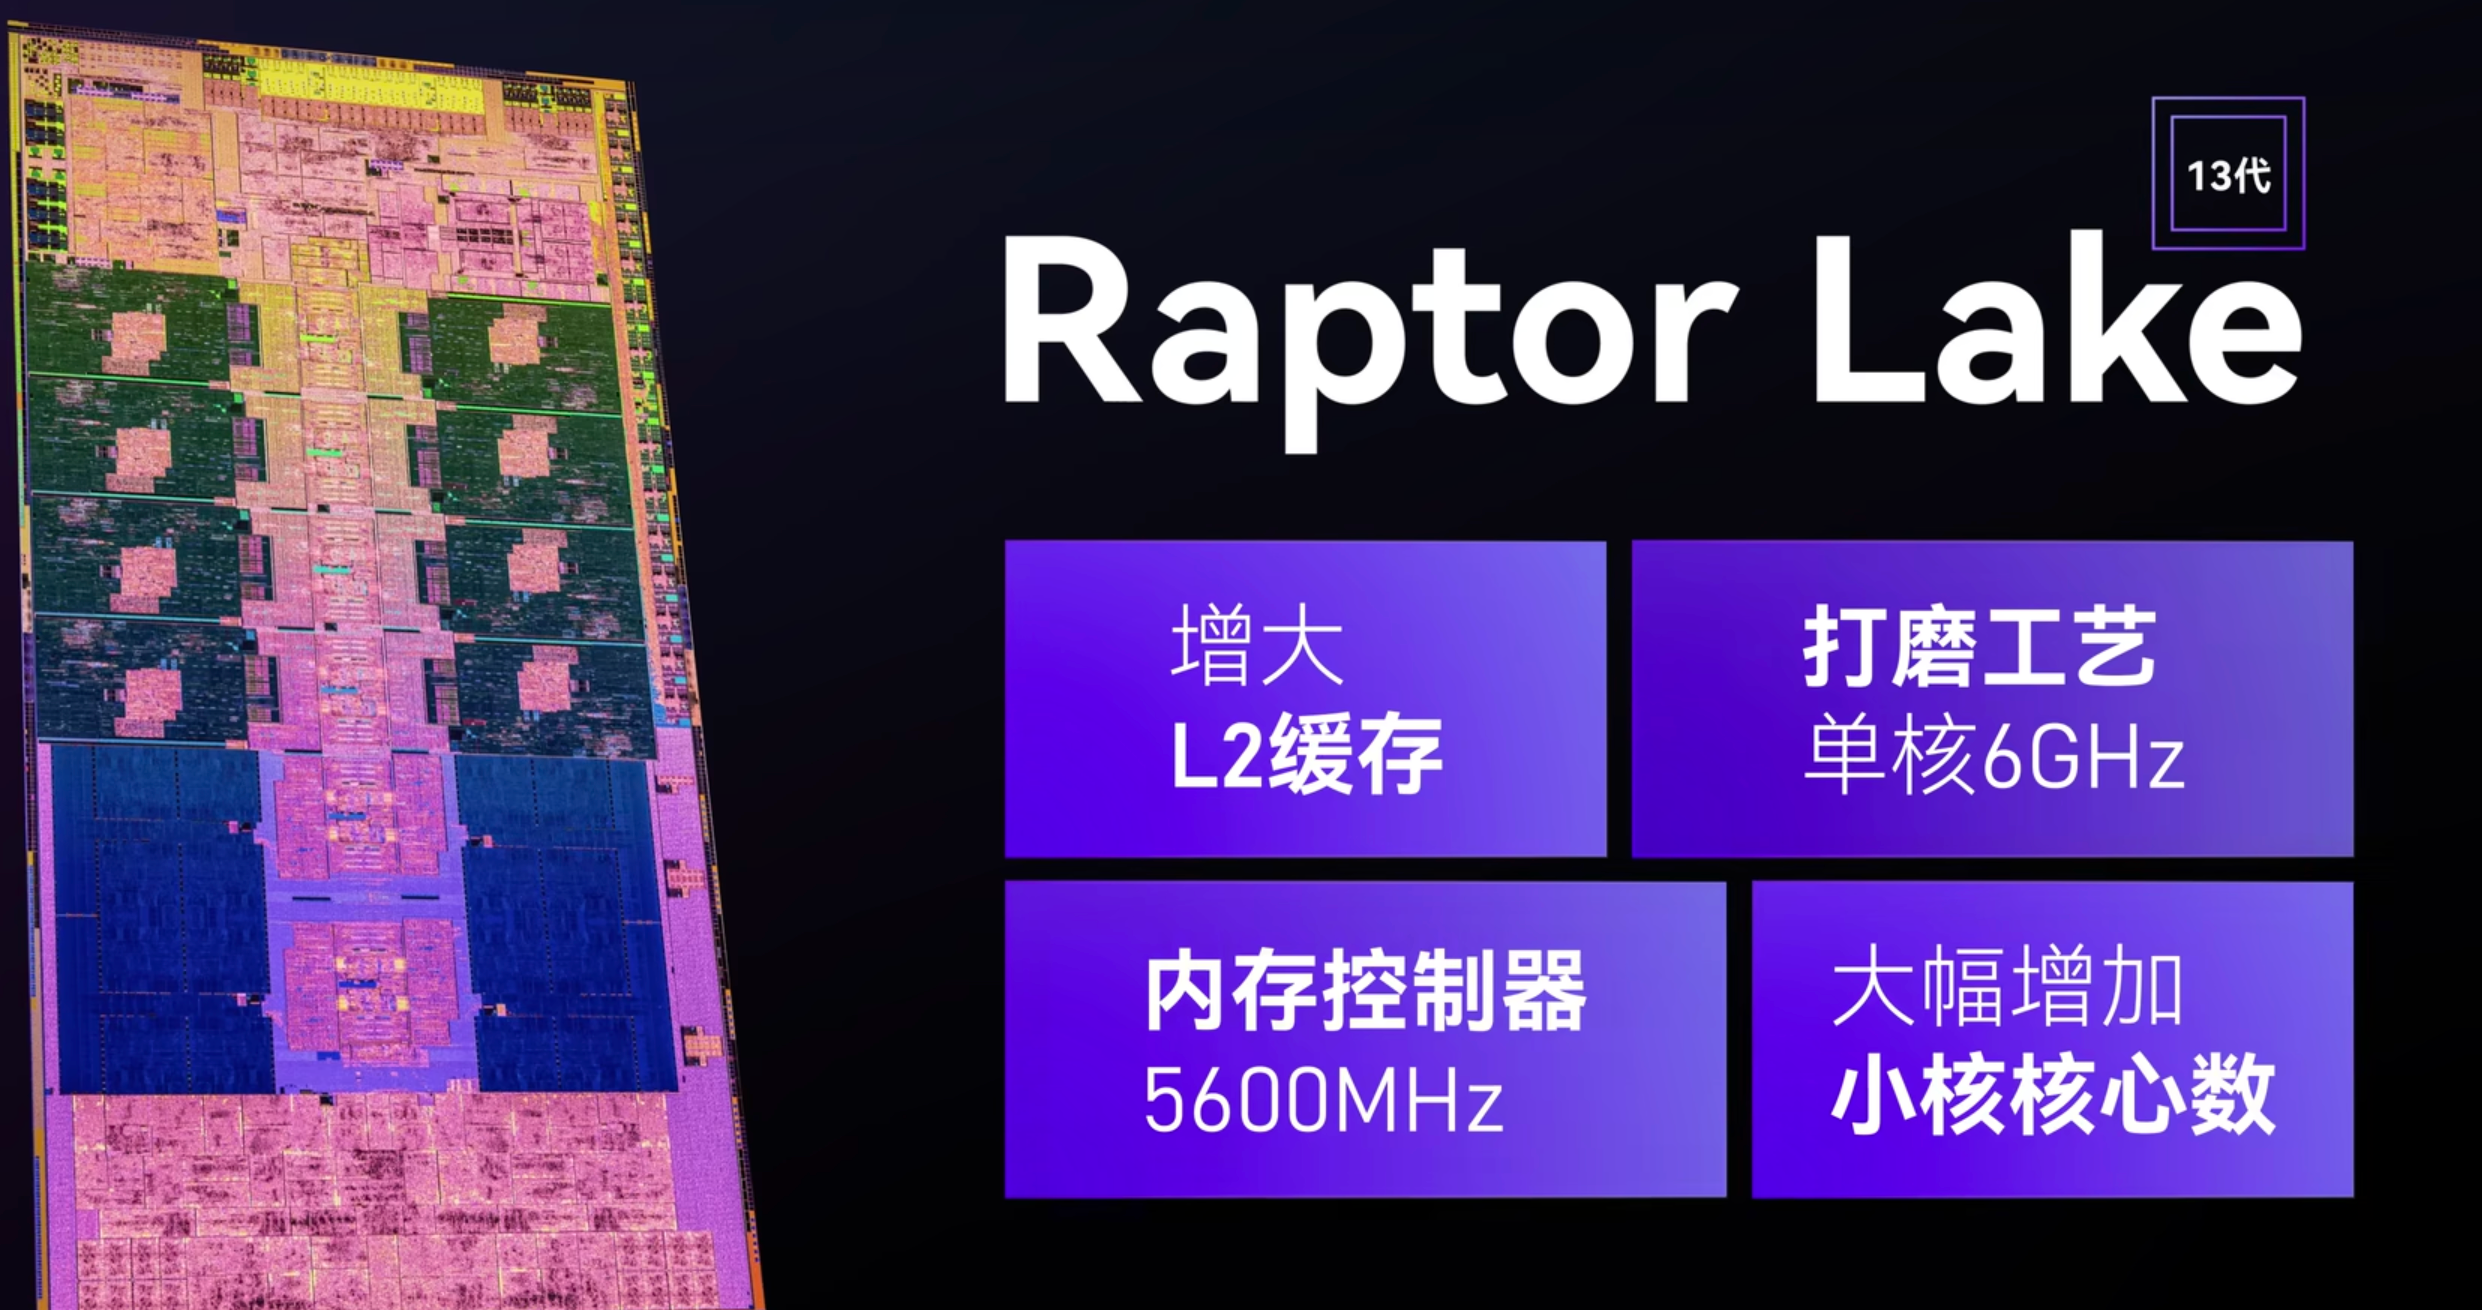 13代
Raptor Lake
增大
L2缓存
打磨工艺
单核6GHz
内存控制器
5600MHz
大幅增加
小核核心数